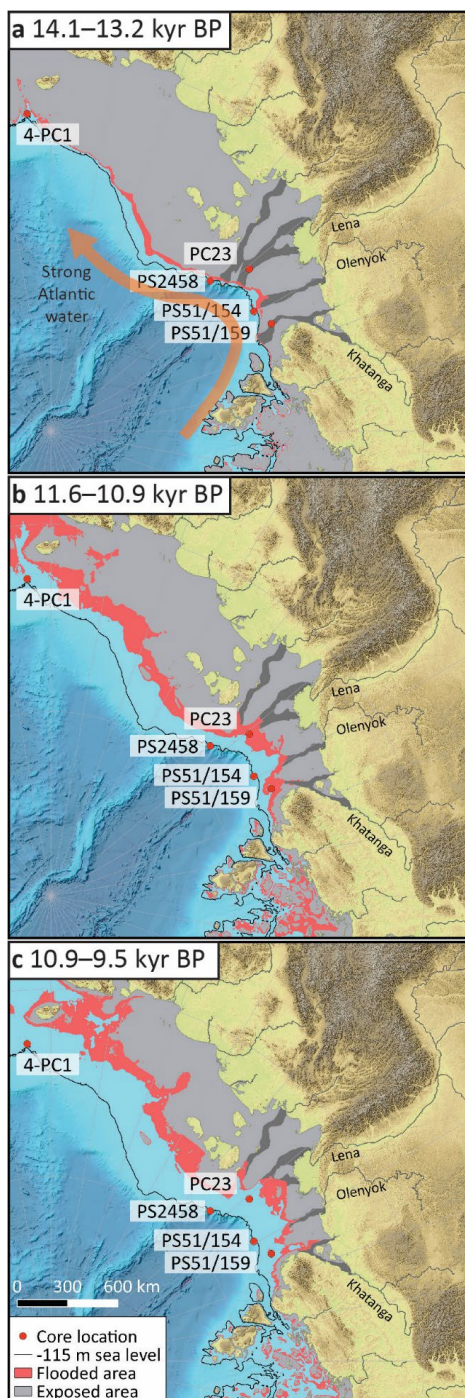 a 14.1–13.2 kyr BP
4-PC1
PC23
Lena
Olenyok
PS2458
Strong
Atlantic
water
PS51/154
PS51/159
Khatanga
b 11.6–10.9 kyr BP
4-PC1
Lena
PC23
Olenyok
PS2458
PS51/154
PS51/159
Khatanga
c 10.9–9.5 kyr BP
4-PC1
Lena
PC23
Olenyok
PS2458
PS51/154
PS51/159
Khatanga
0 300 600 km
Core location
-115 m sea level
Flooded area
Exposed area